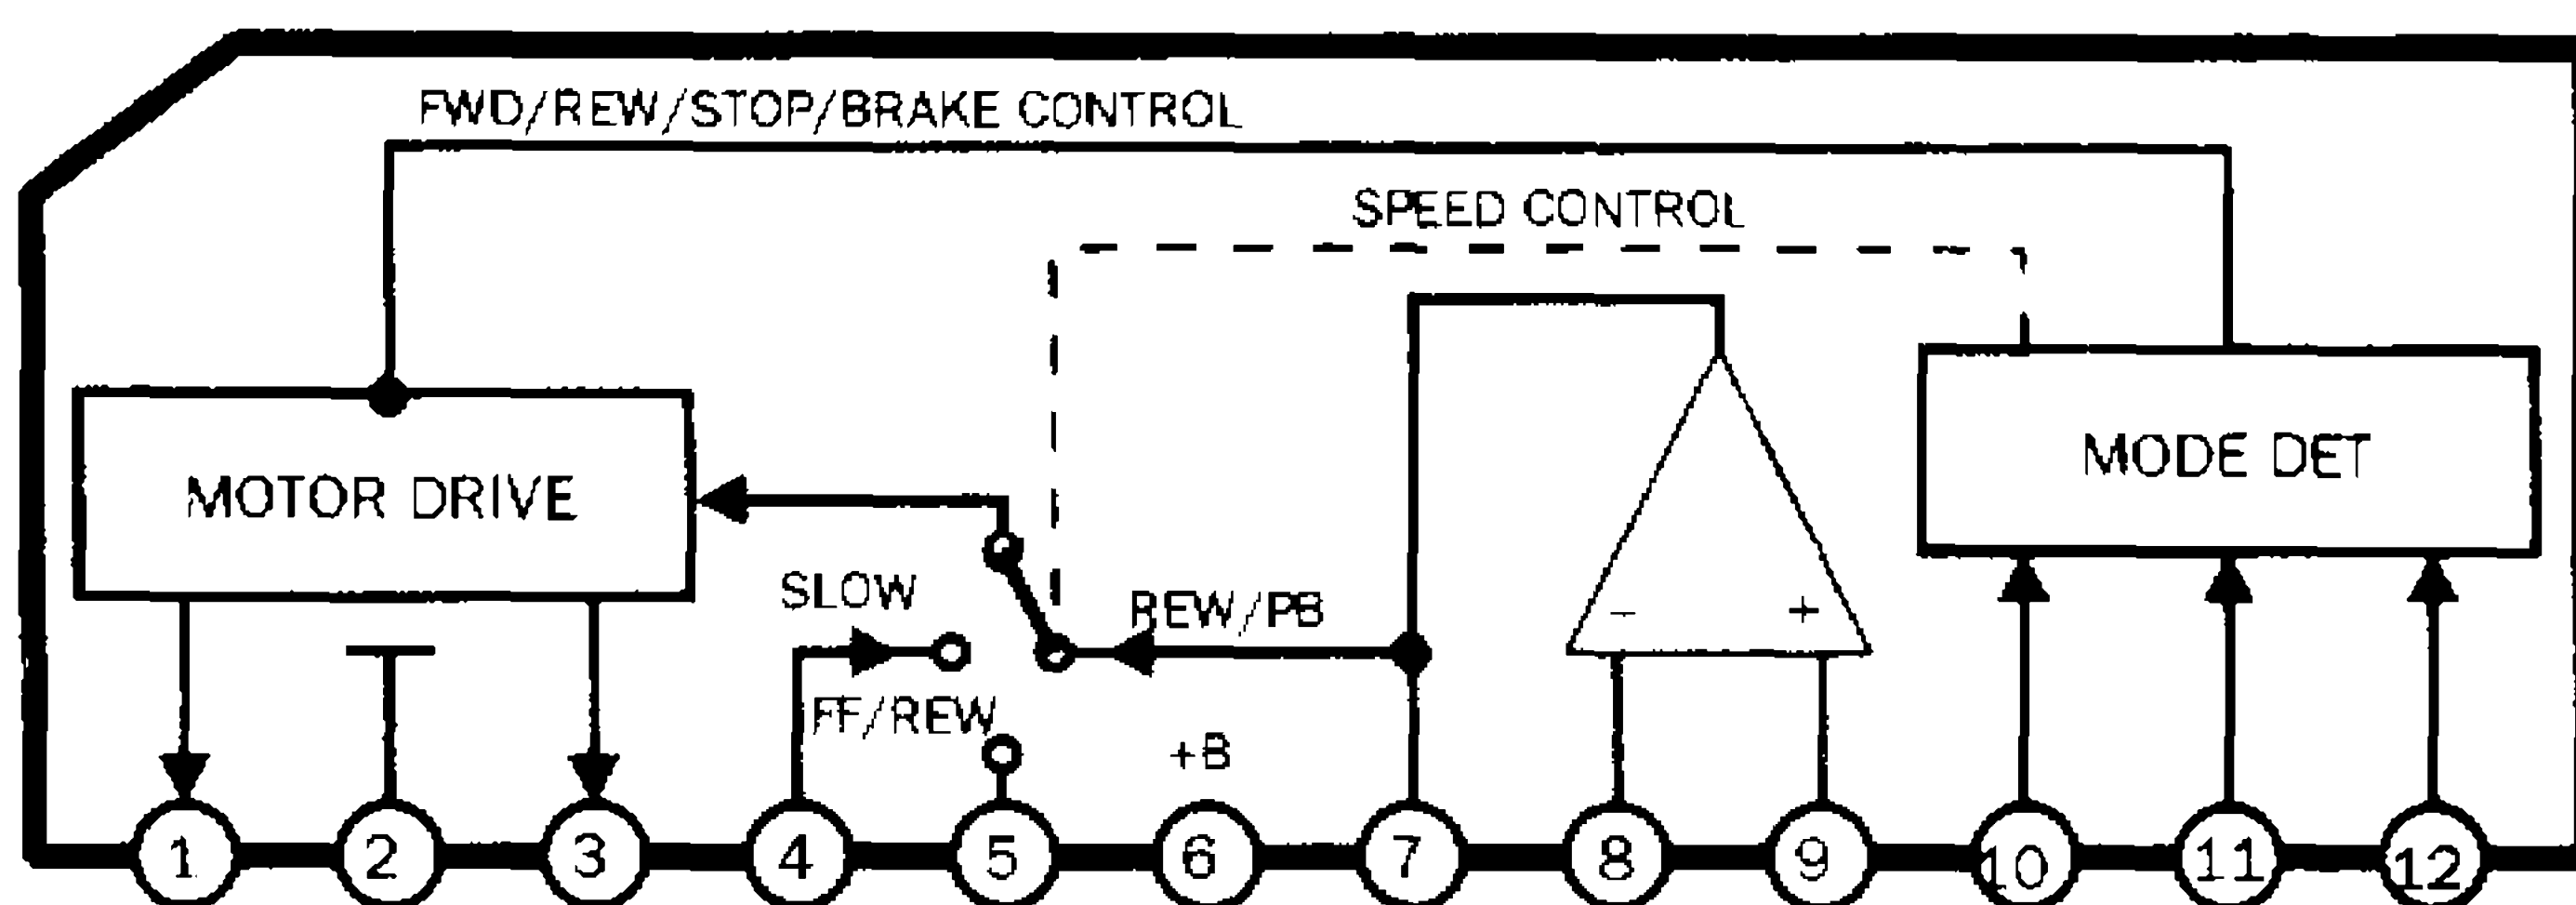 FWD/REW/STOP/BRAKE CONTROL
SPEED CONTROL
MOTOR DRIVE
MODE DET
SLOW
REW/PB
- +
FF/REW
+B
1 2 3 4 5 6 7 8 9 10 11 12